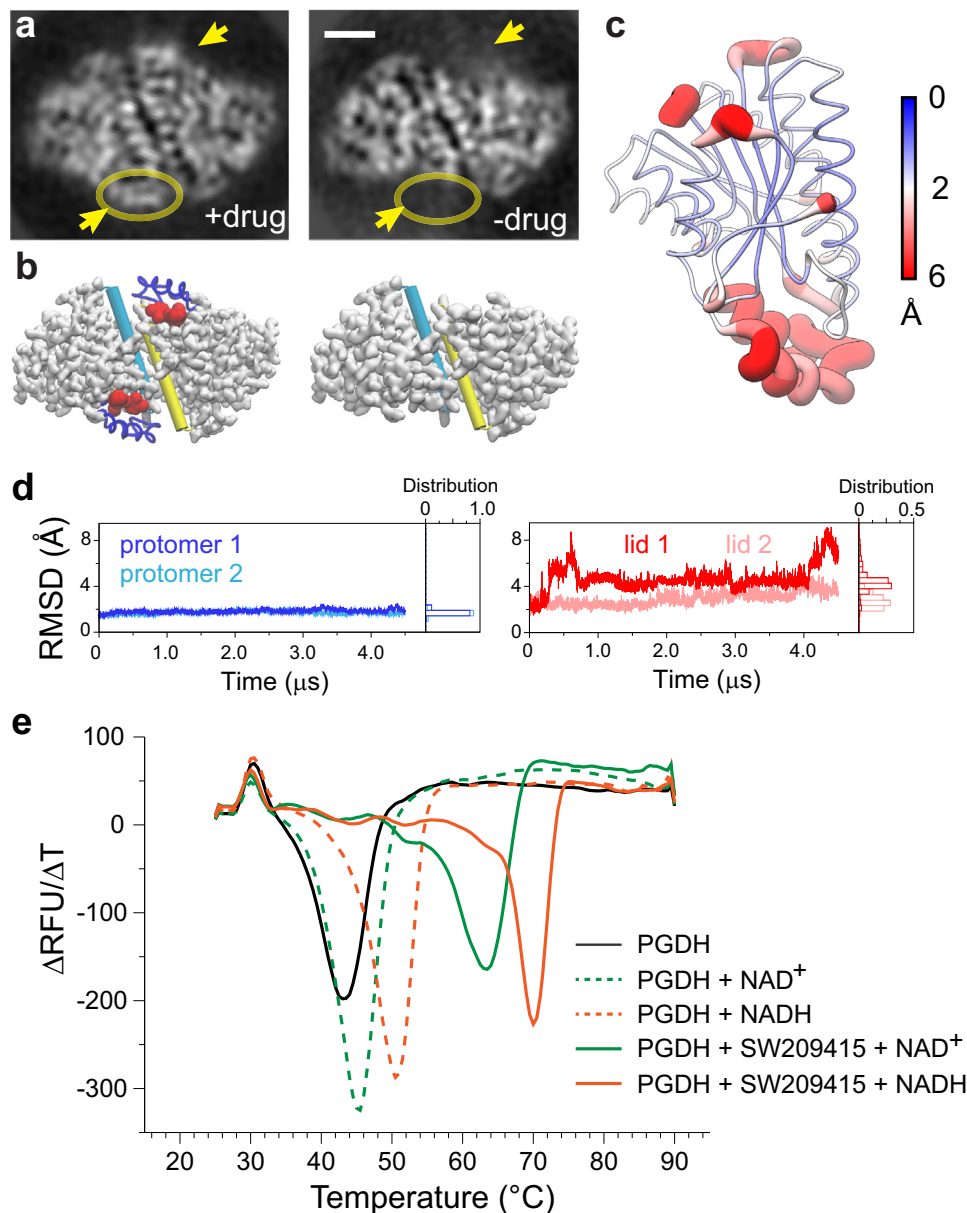 a
+drug
-drug
b
c
0
2
6
Å
d
Distribution
0 1.0
protomer 1
protomer 2
RMSD (Å)
8
4
0
0 1.0 2.0 3.0 4.0
Time (μs)
Distribution
0 0.5
lid 1 lid 2
8
4
0
1.0 2.0 3.0 4.0
Time (μs)
e
ΔRFU/ΔT
100
0
-100
-200
-300
PGDH
PGDH + NAD⁺
PGDH + NADH
PGDH + SW209415 + NAD⁺
PGDH + SW209415 + NADH
20 30 40 50 60 70 80 90
Temperature (°C)